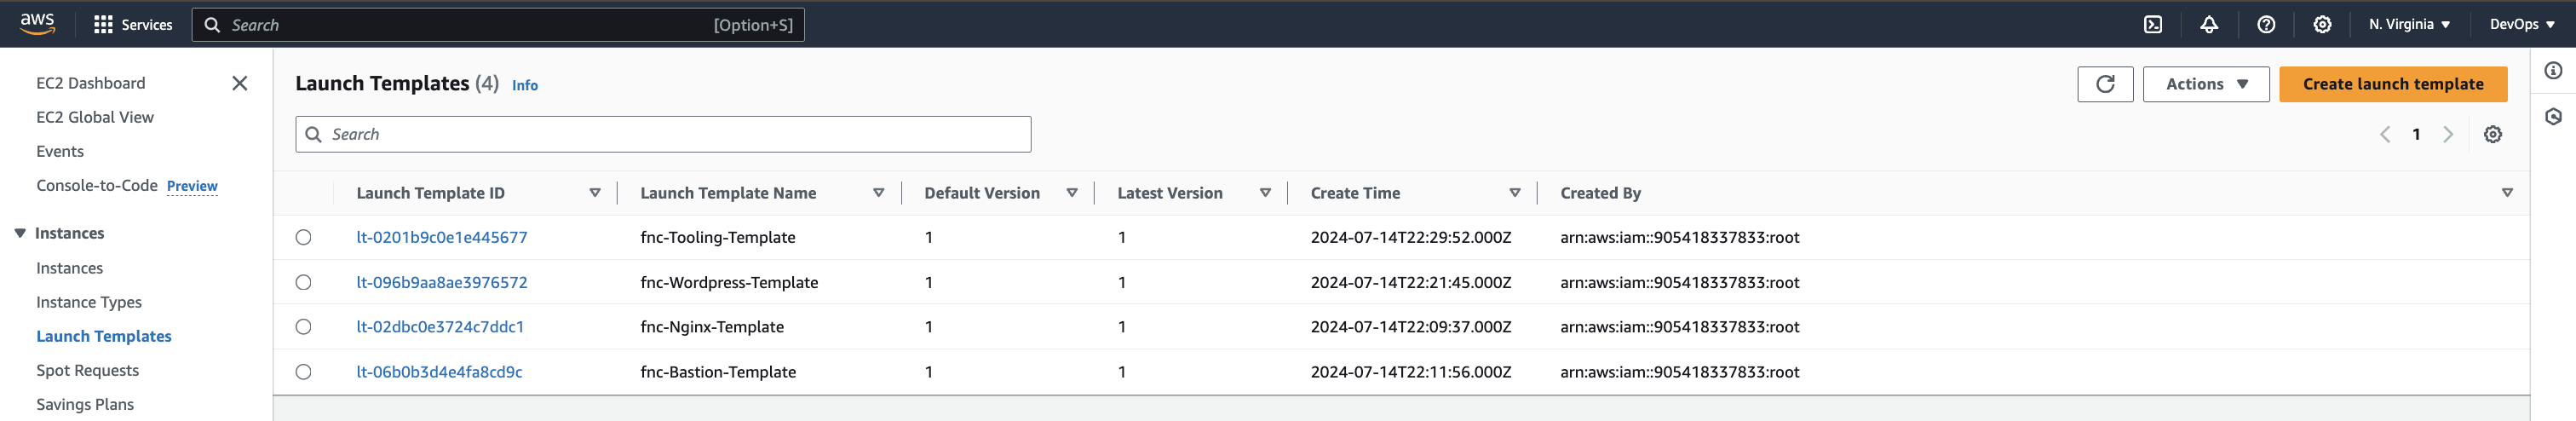 aws Services Search [Option+S] N. Virginia DevOps
EC2 Dashboard
EC2 Global View
Events
Console-to-Code Preview
Instances
Instances
Instance Types
Launch Templates
Spot Requests
Savings Plans
Launch Templates (4) Info Actions Create launch template
Search 1
Launch Template ID Launch Template Name Default Version Latest Version Create Time Created By
lt-0201b9c0e1e445677 fnc-Tooling-Template 1 1 2024-07-14T22:29:52.000Z arn:aws:iam::905418337833:root
lt-096b9aa8ae3976572 fnc-Wordpress-Template 1 1 2024-07-14T22:21:45.000Z arn:aws:iam::905418337833:root
lt-02dbc0e3724c7ddc1 fnc-Nginx-Template 1 1 2024-07-14T22:09:37.000Z arn:aws:iam::905418337833:root
lt-06b0b3d4e4fa8cd9c fnc-Bastion-Template 1 1 2024-07-14T22:11:56.000Z arn:aws:iam::905418337833:root